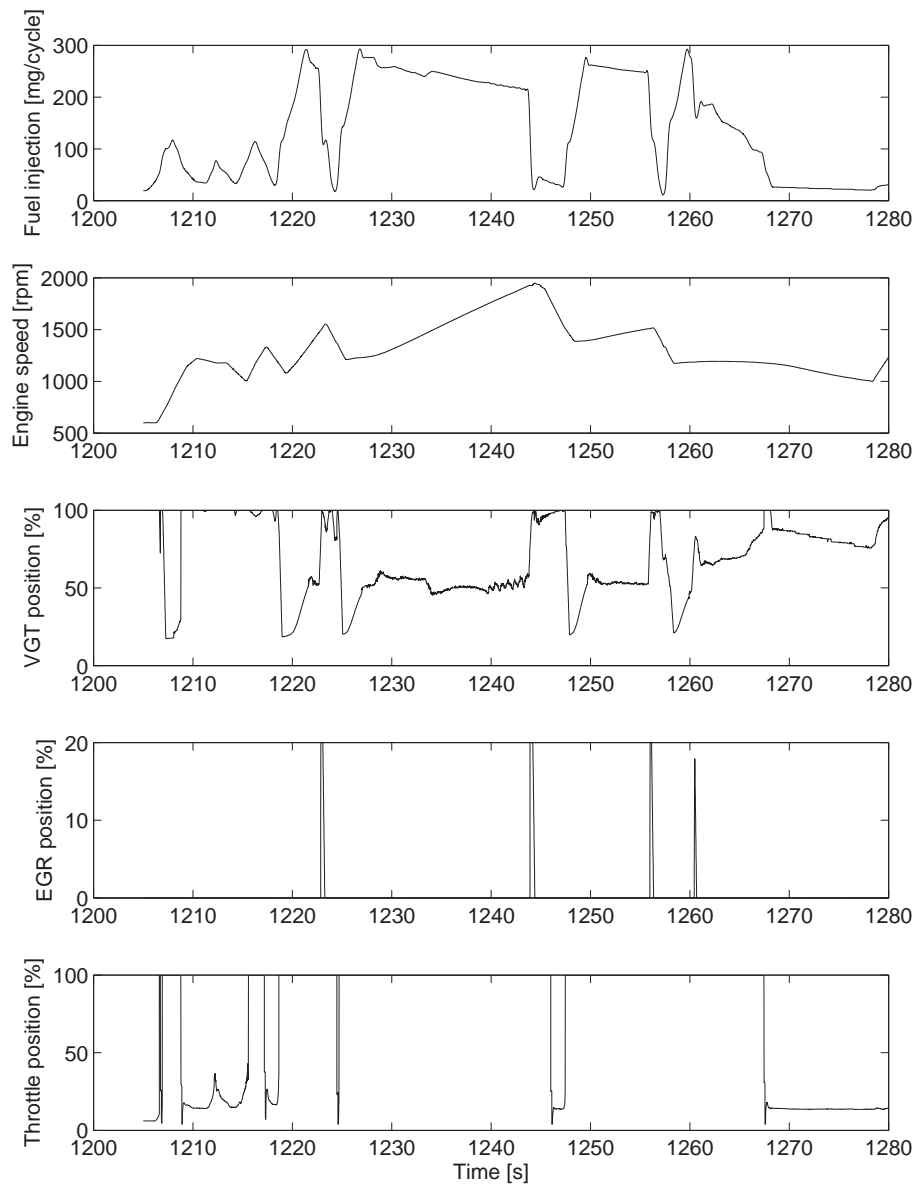 300
200
100
0
Fuel injection [mg/cycle]
1200 1210 1220 1230 1240 1250 1260 1270 1280
2000
1500
1000
500
Engine speed [rpm]
1200 1210 1220 1230 1240 1250 1260 1270 1280
100
50
0
VGT position [%]
1200 1210 1220 1230 1240 1250 1260 1270 1280
20
10
0
EGR position [%]
1200 1210 1220 1230 1240 1250 1260 1270 1280
100
50
0
Throttle position [%]
1200 1210 1220 1230 1240 1250 1260 1270 1280
Time [s]